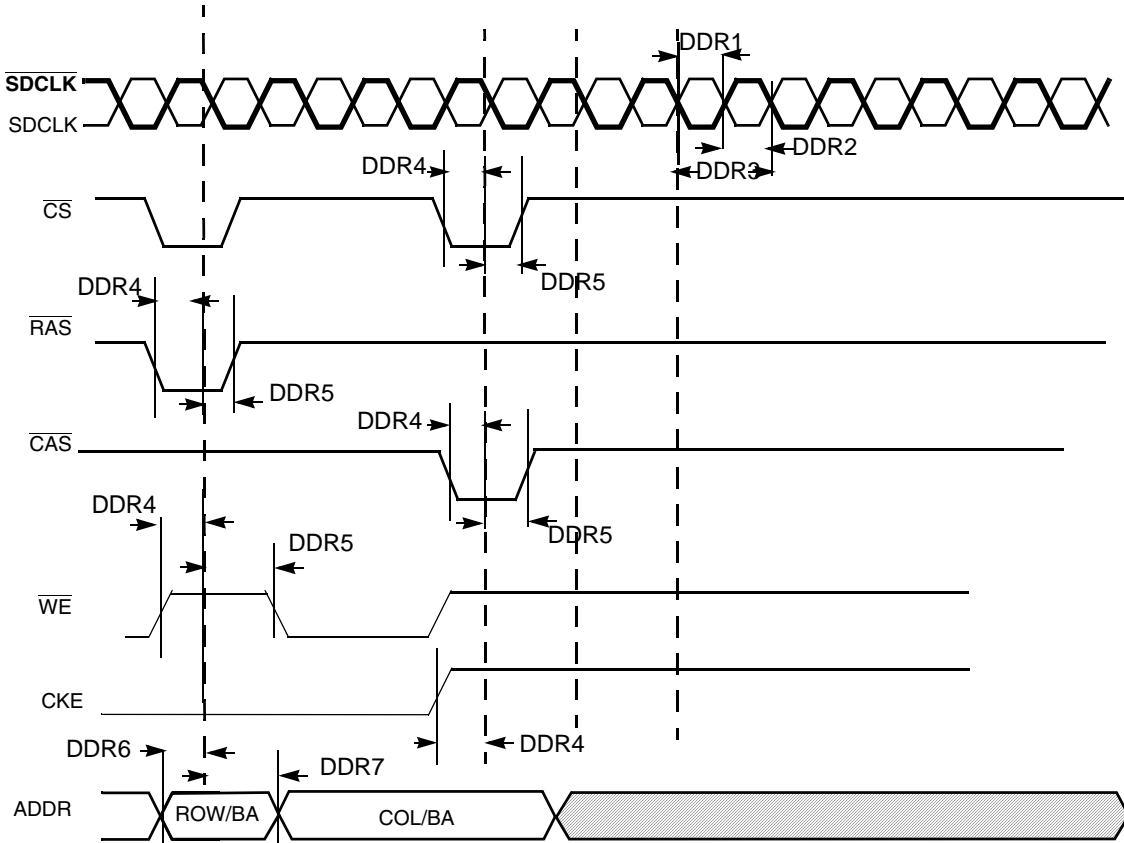 DDR1
SDCLK
SDCLK
DDR2
DDR4
DDR3
CS
DDR5
DDR4
RAS
DDR5
DDR4
CAS
DDR4
DDR5
DDR5
WE
CKE
DDR4
DDR6
DDR7
ADDR
ROW/BA
COL/BA